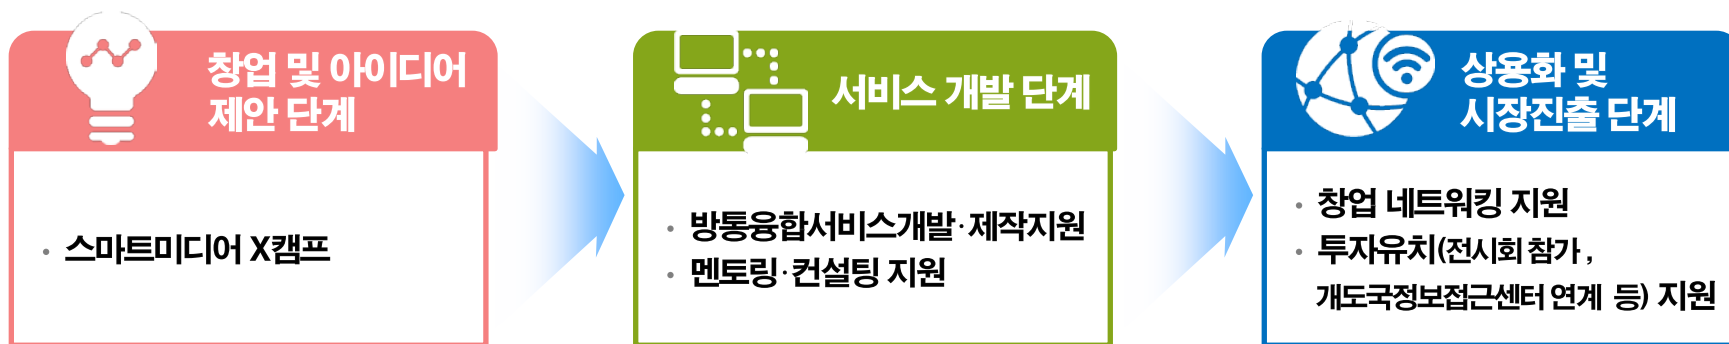 창업 및 아이디어
제안 단계
· 스마트미디어 X캠프
서비스 개발 단계
· 방통융합서비스개발·제작지원
· 멘토링·컨설팅 지원
상용화 및
시장진출 단계
· 창업 네트워킹 지원
· 투자유치(전시회 참가 ,
개도국정보접근센터 연계 등) 지원